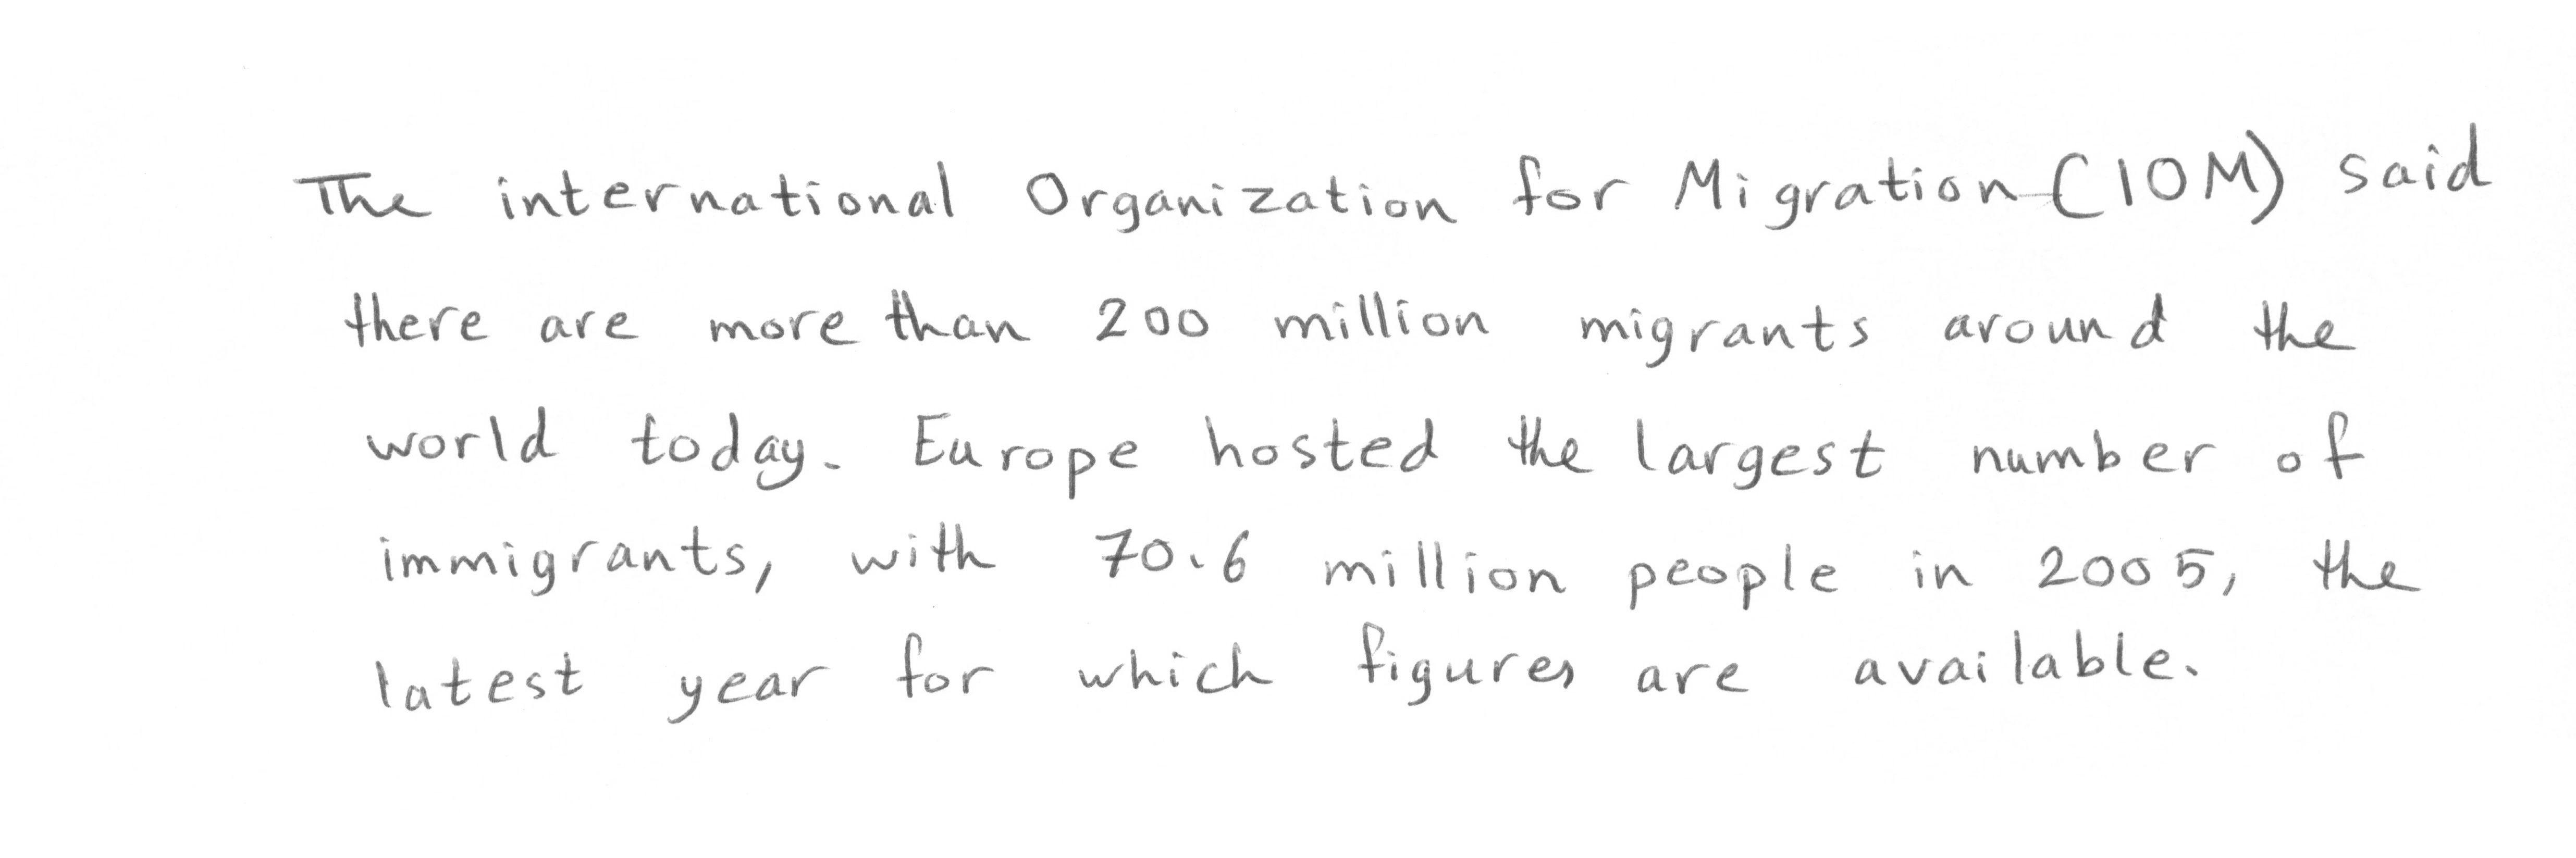 The international Organization for Migration (IOM) said
there are more than 200 million migrants around the
world today. Europe hosted the largest number of
immigrants, with 70.6 million people in 2005, the
latest year for which figures are available.